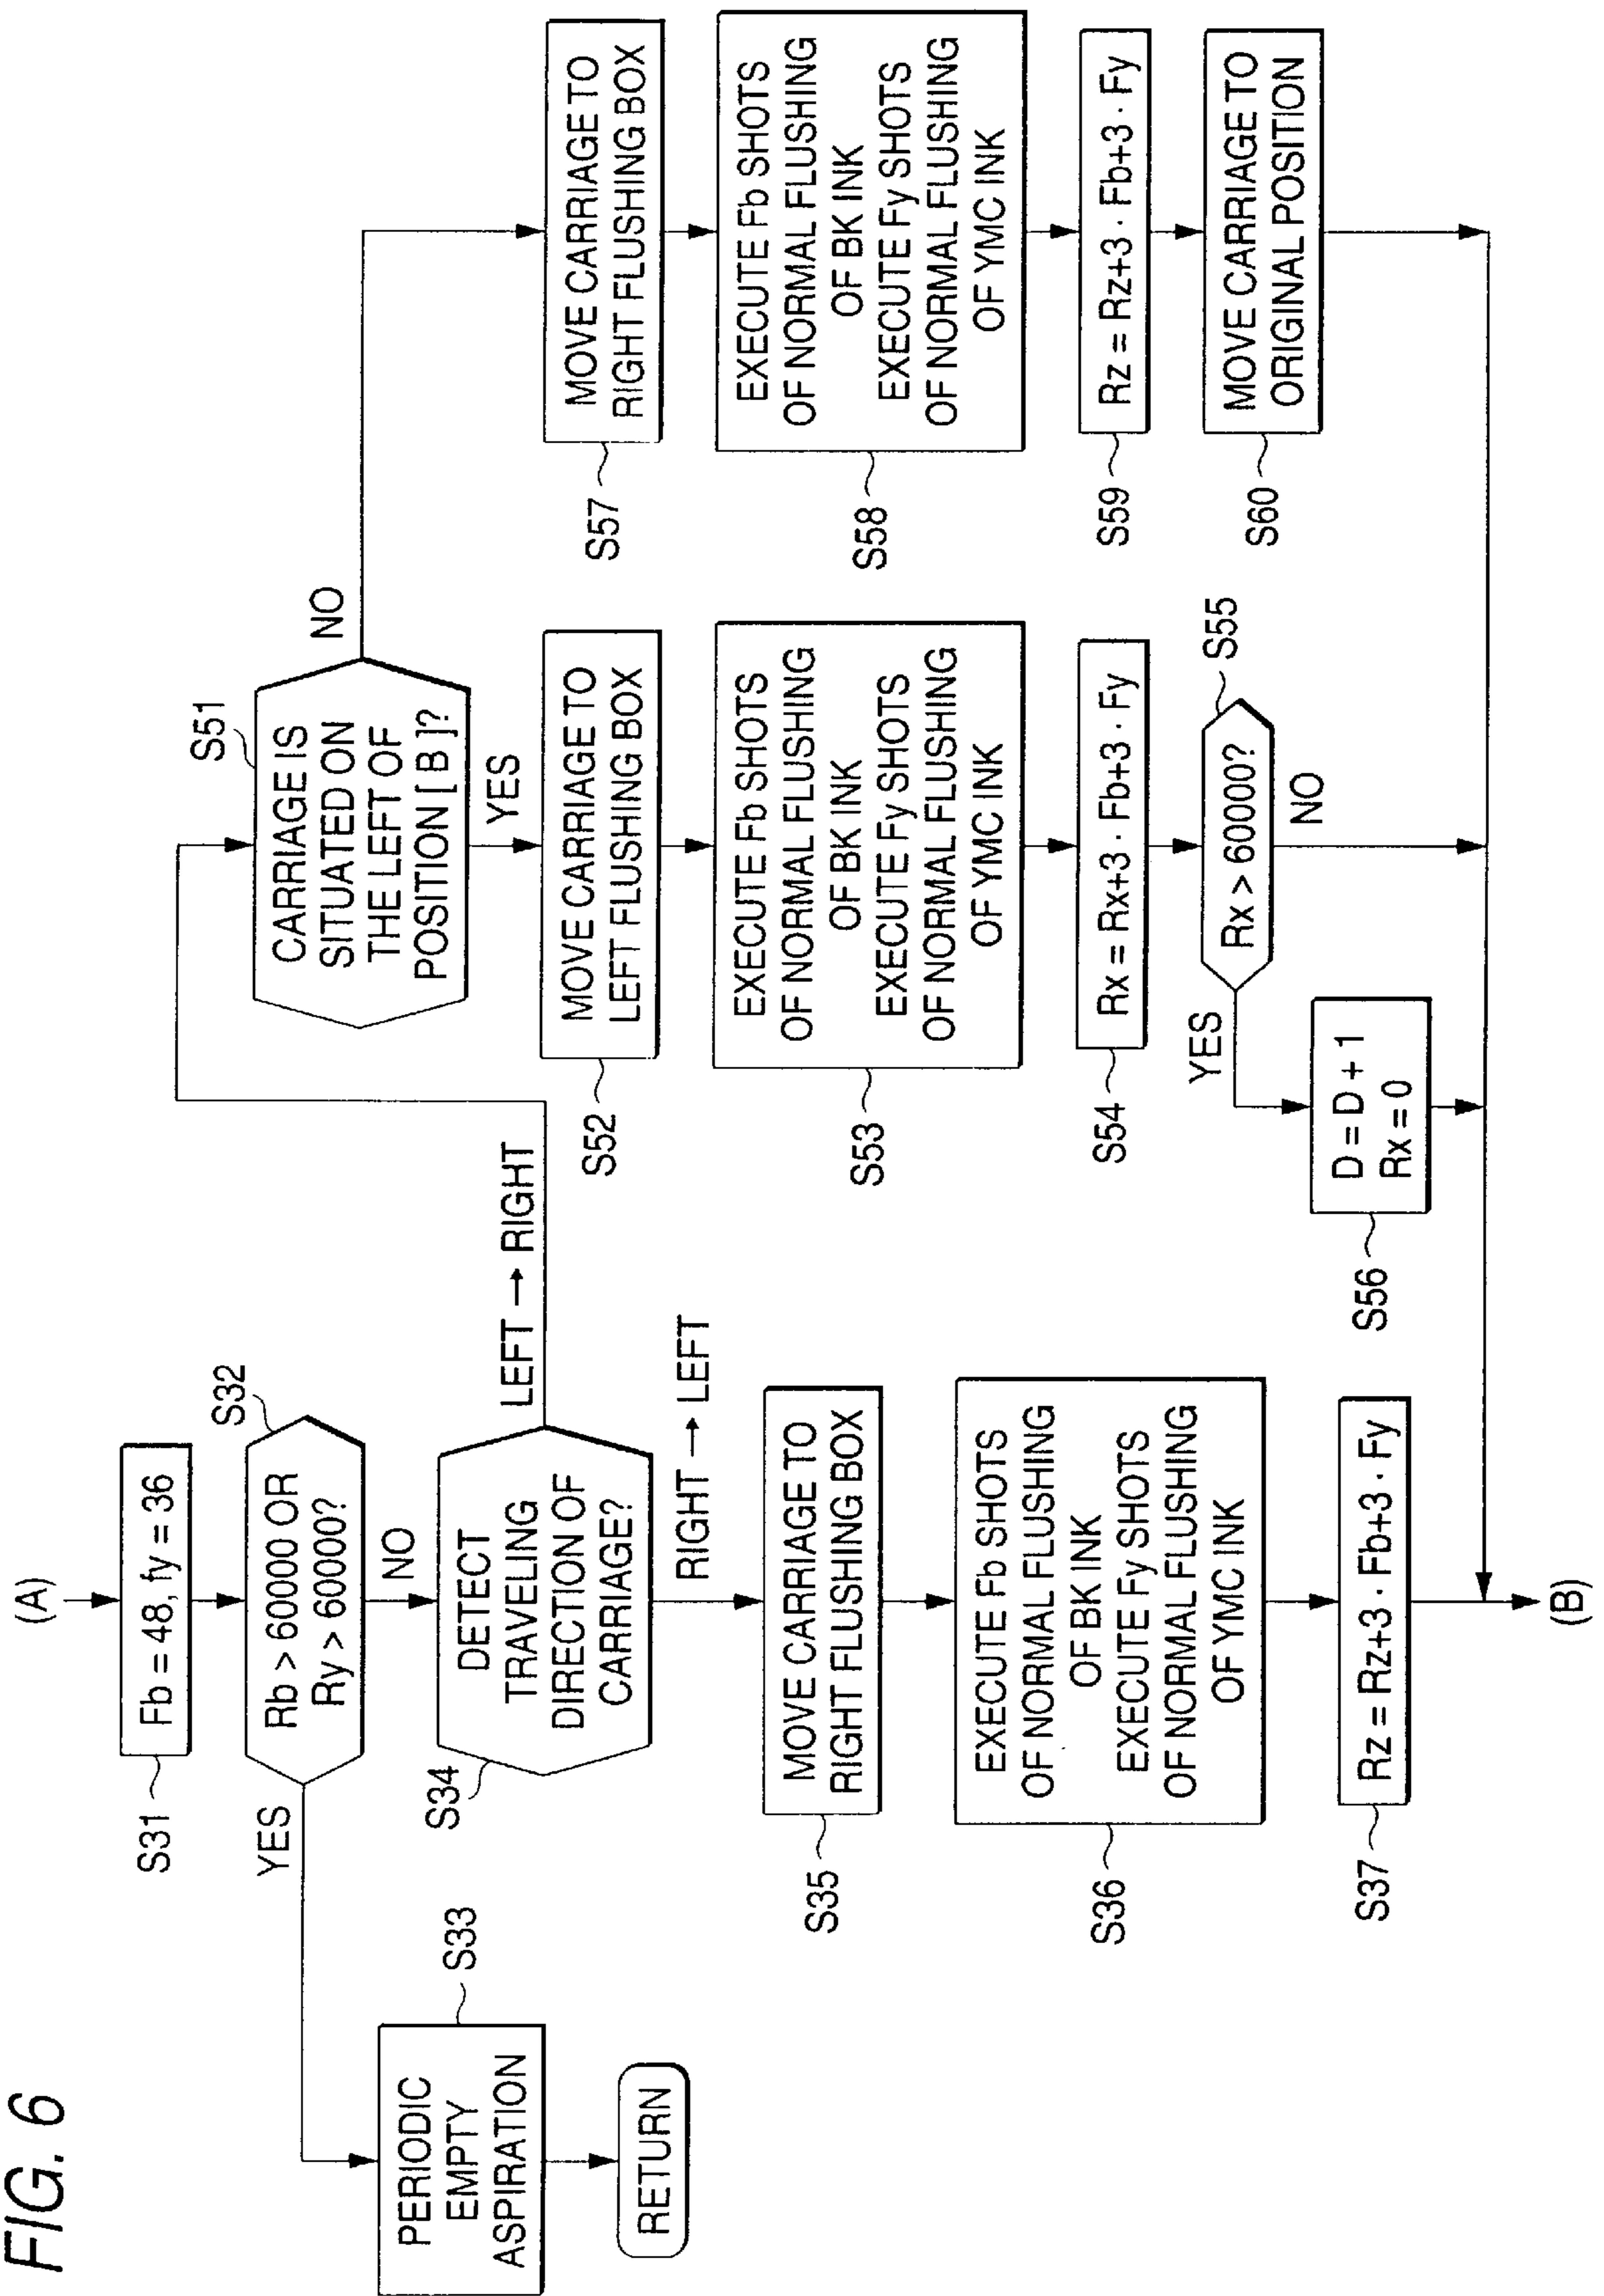 FIG. 6
(A)
S31
Fb = 48, fy = 36
S32
Rb > 60000 OR
Ry > 60000?
YES
NO
S33
PERIODIC
EMPTY
ASPIRATION
RETURN
S34
DETECT
TRAVELING
DIRECTION OF
CARRIAGE?
LEFT → RIGHT
RIGHT → LEFT
S35
MOVE CARRIAGE TO
RIGHT FLUSHING BOX
S36
EXECUTE Fb SHOTS
OF NORMAL FLUSHING
OF BK INK
EXECUTE Fy SHOTS
OF NORMAL FLUSHING
OF YMC INK
S37
Rz = Rz+3 · Fb+3 · Fy
(B)
S51
CARRIAGE IS
SITUATED ON
THE LEFT OF
POSITION [ B ]?
YES
NO
S52
MOVE CARRIAGE TO
LEFT FLUSHING BOX
S53
EXECUTE Fb SHOTS
OF NORMAL FLUSHING
OF BK INK
EXECUTE Fy SHOTS
OF NORMAL FLUSHING
OF YMC INK
S54
Rx = Rx+3 · Fb+3 · Fy
S55
Rx > 60000?
YES
NO
S56
D = D + 1
Rx = 0
S57
MOVE CARRIAGE TO
RIGHT FLUSHING BOX
S58
EXECUTE Fb SHOTS
OF NORMAL FLUSHING
OF BK INK
EXECUTE Fy SHOTS
OF NORMAL FLUSHING
OF YMC INK
S59
Rz = Rz+3 · Fb+3 · Fy
S60
MOVE CARRIAGE TO
ORIGINAL POSITION